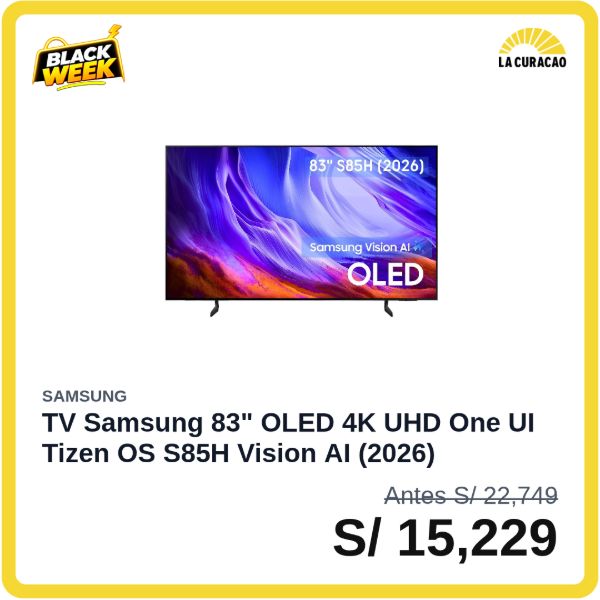 BLACK
WEEK
LA CURACAO
83" S85H (2026)
Samsung Vision AI
OLED
SAMSUNG
TV Samsung 83" OLED 4K UHD One UI
Tizen OS S85H Vision AI (2026)
Antes S/ 22,749
S/ 15,229